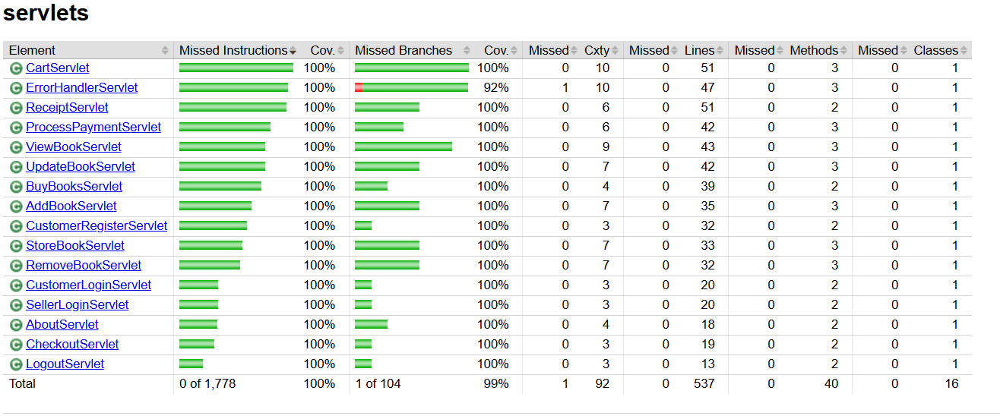 servlets
Element Missed Instructions Cov. Missed Branches Cov. Missed Cxty Missed Lines Missed Methods Missed Classes
CartServlet 100% 100% 0 10 0 51 0 3 0 1
ErrorHandlerServlet 100% 92% 1 10 0 47 0 3 0 1
ReceiptServlet 100% 100% 0 6 0 51 0 2 0 1
ProcessPaymentServlet 100% 100% 0 6 0 42 0 3 0 1
ViewBookServlet 100% 100% 0 9 0 43 0 3 0 1
UpdateBookServlet 100% 100% 0 7 0 42 0 3 0 1
BuyBooksServlet 100% 100% 0 4 0 39 0 2 0 1
AddBookServlet 100% 100% 0 7 0 35 0 3 0 1
CustomerRegisterServlet 100% 100% 0 3 0 32 0 2 0 1
StoreBookServlet 100% 100% 0 7 0 33 0 3 0 1
RemoveBookServlet 100% 100% 0 7 0 32 0 3 0 1
CustomerLoginServlet 100% 100% 0 3 0 20 0 2 0 1
SellerLoginServlet 100% 100% 0 3 0 20 0 2 0 1
AboutServlet 100% 100% 0 4 0 18 0 2 0 1
CheckoutServlet 100% 100% 0 3 0 19 0 2 0 1
LogoutServlet 100% 100% 0 3 0 13 0 2 0 1
Total 0 of 1,778 100% 1 of 104 99% 1 92 0 537 0 40 0 16